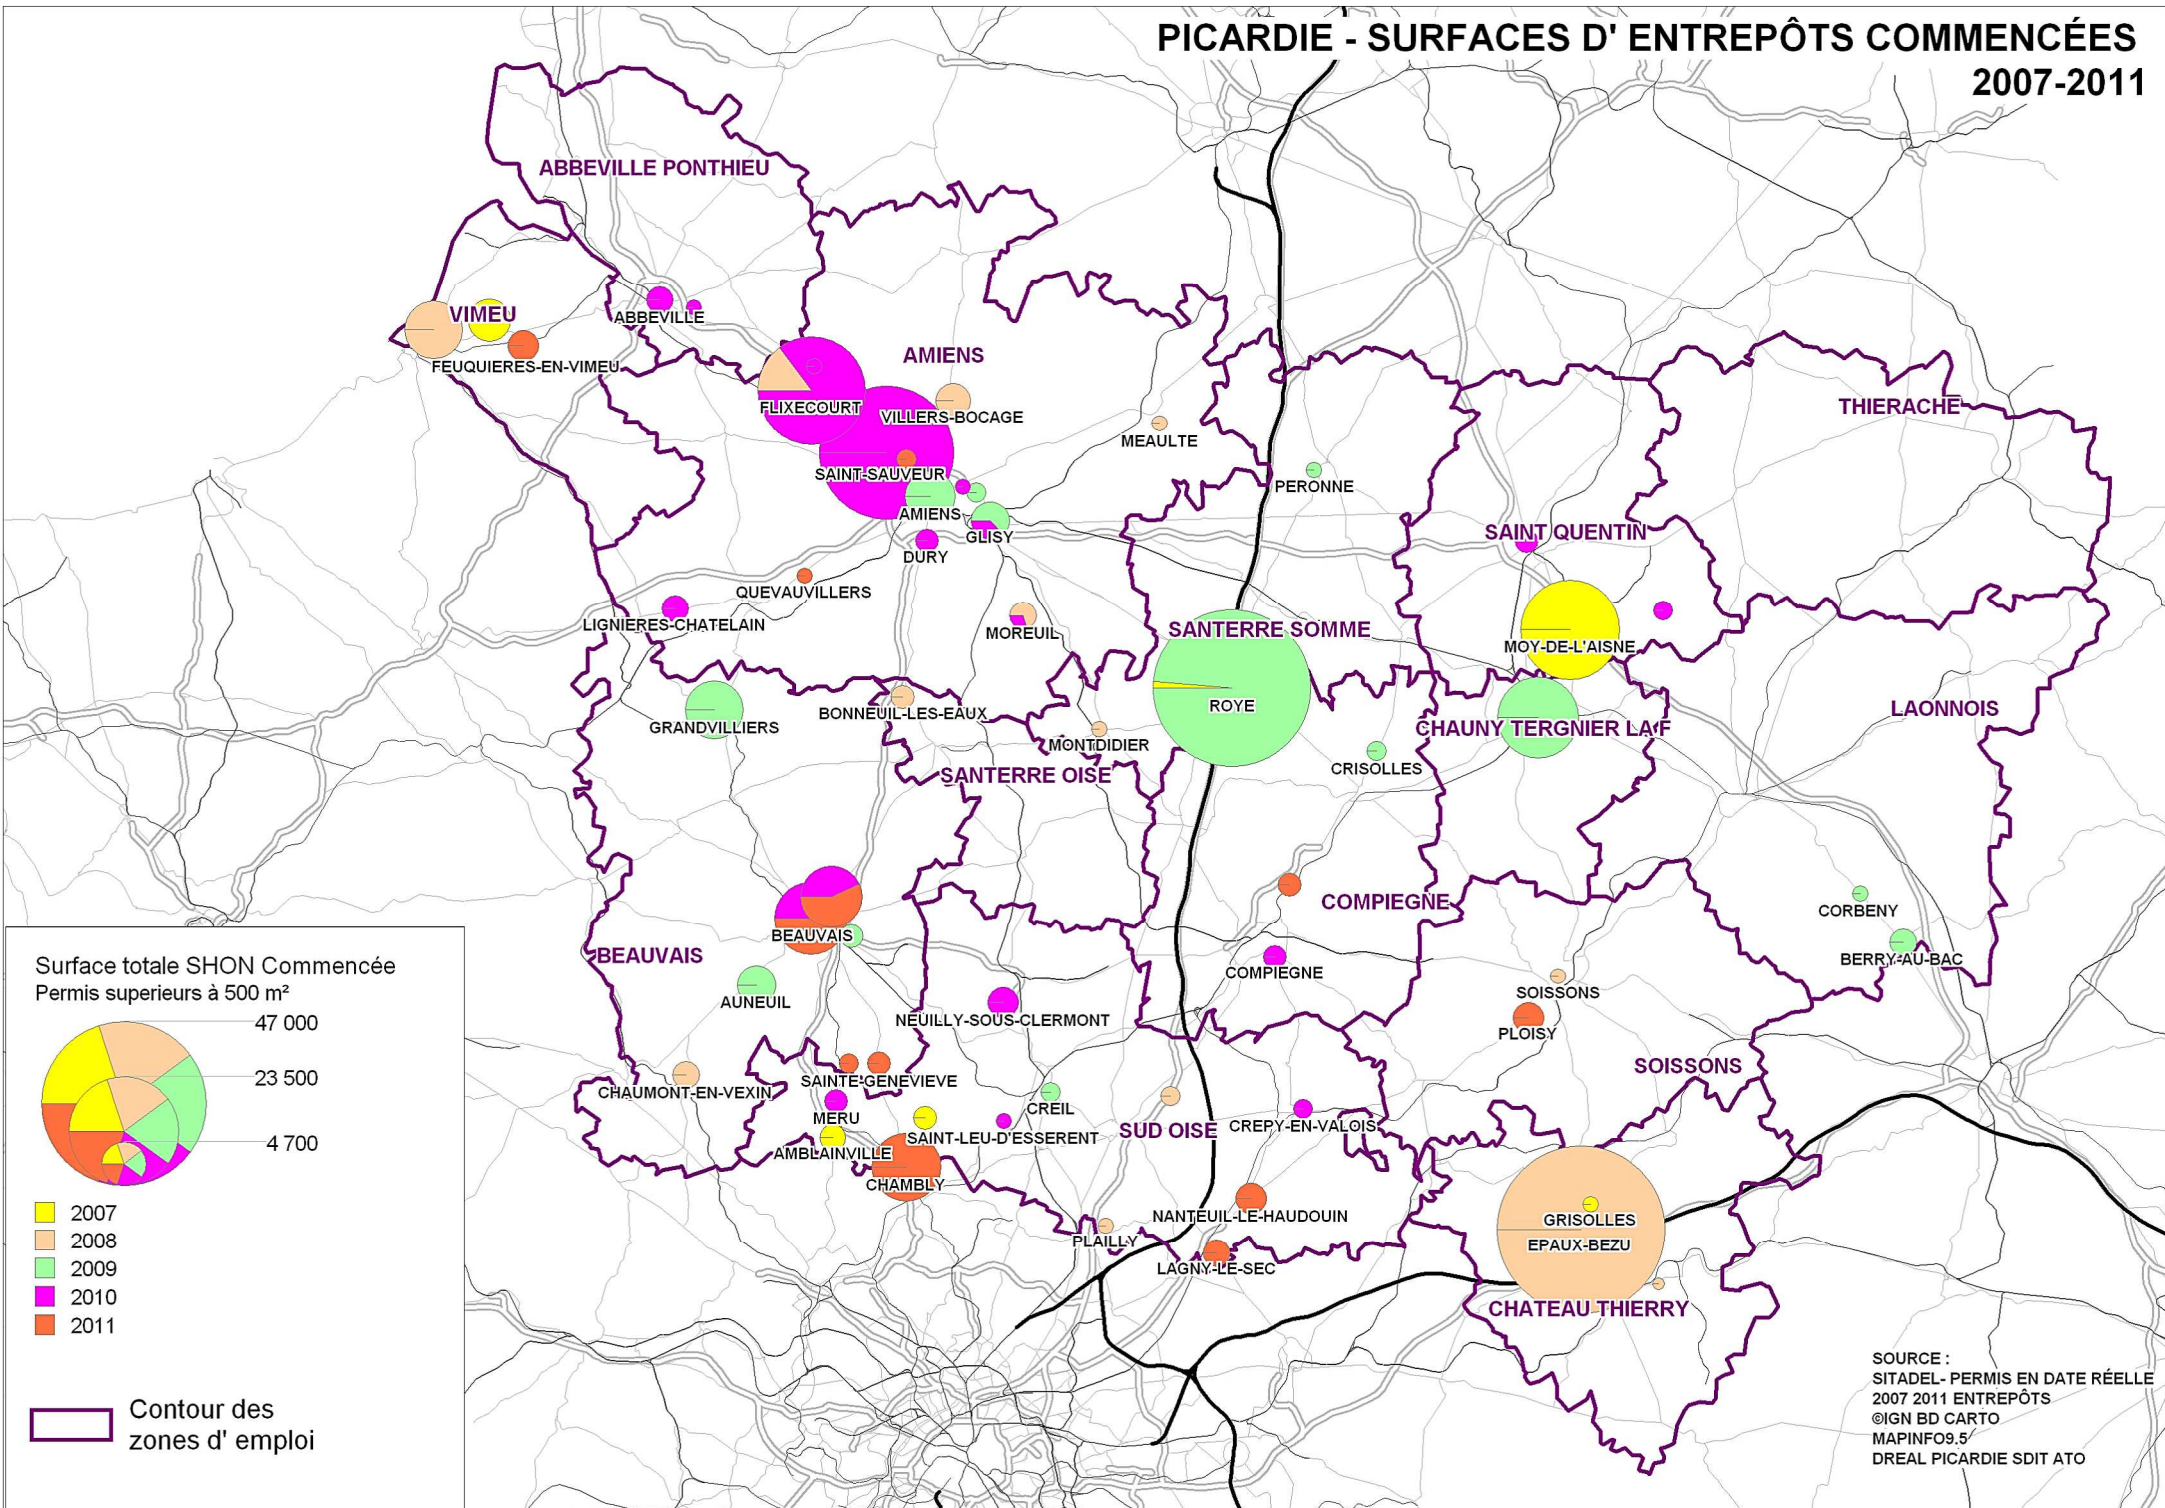 PICARDIE - SURFACES D' ENTREPÔTS COMMENCÉES
2007-2011
ABBEVILLE PONTHIEU
VIMEU
ABBEVILLE
FEUQUIERES-EN-VIMEU
AMIENS
FLIXECOURT
VILLERS-BOCAGE
THIERACHE
MEAULTE
SAINT-SAUVEUR
PERONNE
AMIENS
GLISY
SAINT QUENTIN
DURY
QUEVAUVILLERS
LIGNIERES-CHATELAIN
MOREUIL
SANTERRE SOMME
MOY-DE-L'AISNE
ROYE
LAONNOIS
BONNEUIL-LES-EAUX
GRANDVILLIERS
CHAUNY TERGNIER LA F
MONTDIDIER
CRISOLLES
SANTERRE OISE
COMPIEGNE
CORBENY
BEAUVAIS
BEAUVAIS
BERRY-AU-BAC
COMPIEGNE
SOISSONS
AUNEUIL
NEUILLY-SOUS-CLERMONT
PLOISY
SOISSONS
SAINTE-GENEVIEVE
CHAUMONT-EN-VEXIN
CREIL
MERU
CREPY-EN-VALOIS
SUD OISE
SAINT-LEU-D'ESSERENT
AMBLAINVILLE
CHAMBLY
NANTEUIL-LE-HAUDOUIN
GRISOLLES
PLAILLY
EPAUX-BEZU
LAGNY-LE-SEC
CHATEAU THIERRY
Surface totale SHON Commencée
Permis superieurs à 500 m²
47 000
23 500
4 700
2007
2008
2009
2010
2011
Contour des
zones d' emploi
SOURCE :
SITADEL- PERMIS EN DATE RÉELLE
2007 2011 ENTREPÔTS
©IGN BD CARTO
MAPINFO9.5
DREAL PICARDIE SDIT ATO